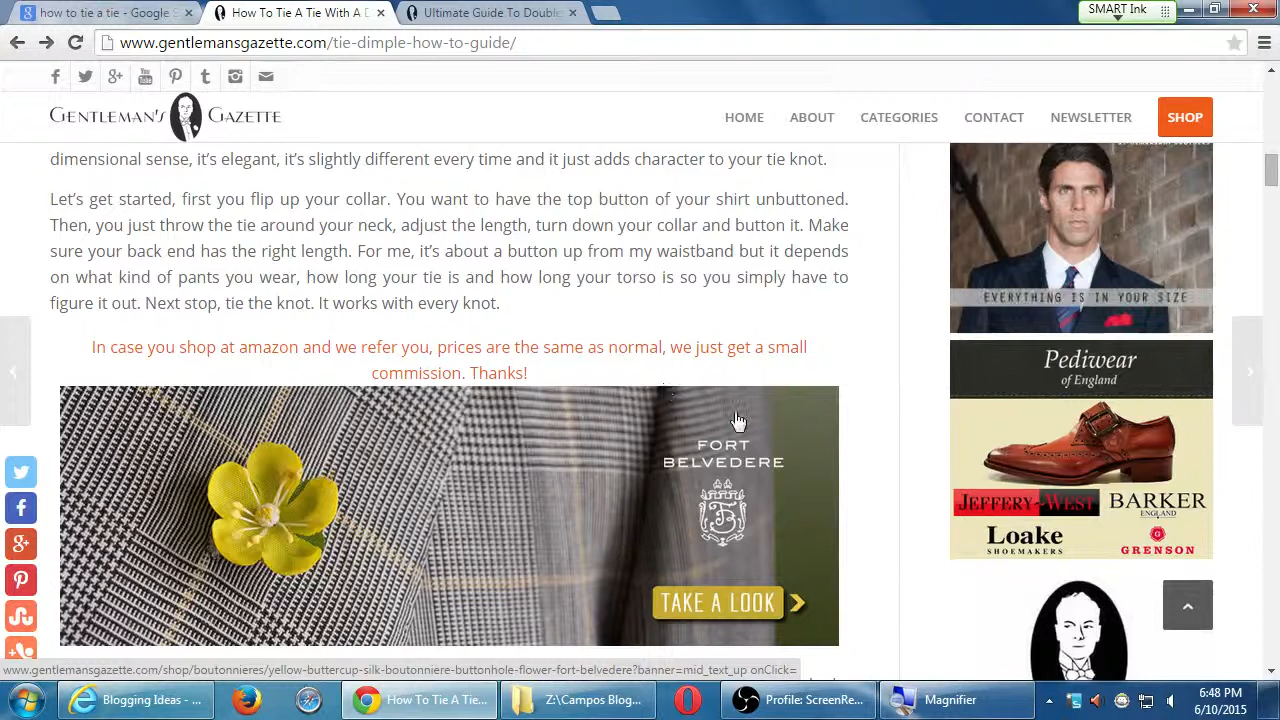 how to tie a tie - Google S
How To Tie A Tie With A D
Ultimate Guide To Double
SMART Ink
www.gentlemansgazette.com/tie-dimple-how-to-guide/
GENTLEMAN'S GAZETTE
HOME
ABOUT
CATEGORIES
CONTACT
NEWSLETTER
SHOP
dimensional sense, it's elegant, it's slightly different every time and it just adds character to your tie knot.
Let's get started, first you flip up your collar. You want to have the top button of your shirt unbuttoned.
Then, you just throw the tie around your neck, adjust the length, turn down your collar and button it. Make
sure your back end has the right length. For me, it's about a button up from my waistband but it depends
on what kind of pants you wear, how long your tie is and how long your torso is so you simply have to
figure it out. Next stop, tie the knot. It works with every knot.
In case you shop at amazon and we refer you, prices are the same as normal, we just get a small
commission. Thanks!
FORT
BELVEDERE
TAKE A LOOK
EVERYTHING IS IN YOUR SIZE
Pediwear
of England
JEFFERY~WEST
BARKER
ENGLAND
Loake
SHOEMAKERS
GRENSON
www.gentlemansgazette.com/shop/boutonnieres/yellow-buttercup-silk-boutonniere-buttonhole-flower-fort-belvedere?banner=mid_text_up onClick=
Blogging Ideas - ...
How To Tie A Tie...
Z:\Campos Blog...
Profile: ScreenRe...
Magnifier
6:48 PM
6/10/2015